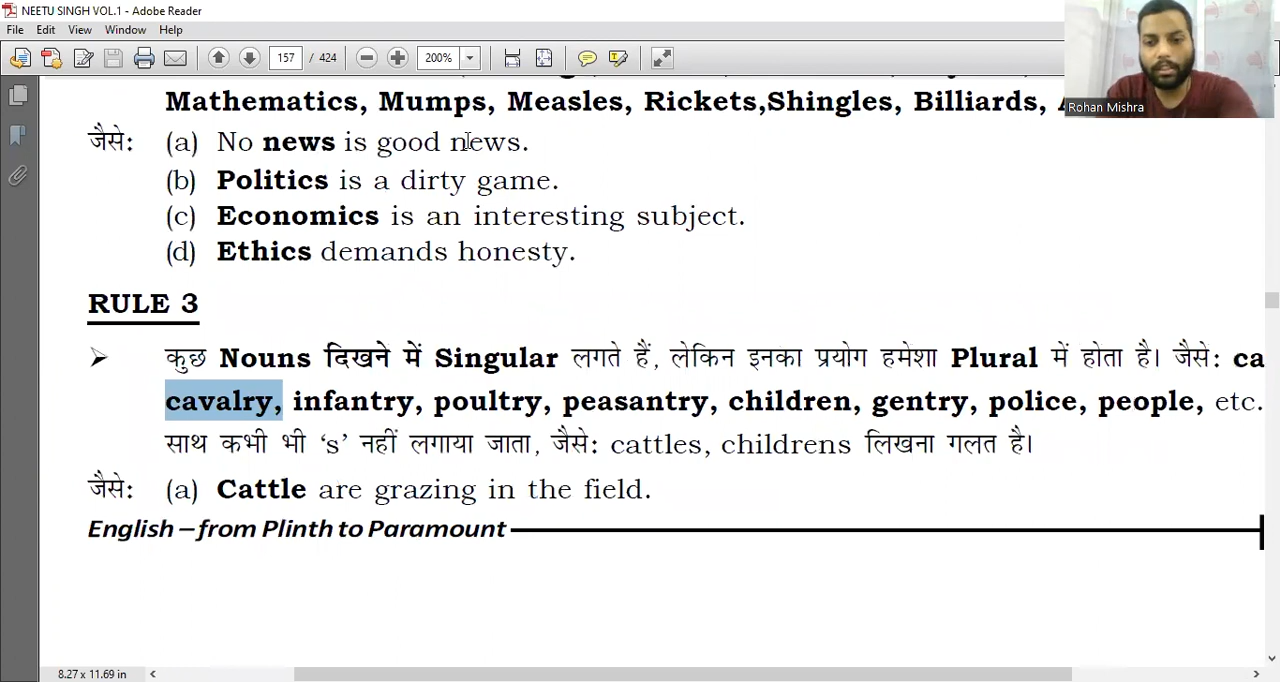 NEETU SINGH VOL.1 - Adobe Reader
File Edit View Window Help
157 / 424 200%
Mathematics, Mumps, Measles, Rickets,Shingles, Billiards,
Rohan Mishra
जैसे: (a) No news is good news.
(b) Politics is a dirty game.
(c) Economics is an interesting subject.
(d) Ethics demands honesty.
RULE 3
कुछ Nouns दिखने में Singular लगते हैं, लेकिन इनका प्रयोग हमेशा Plural में होता है। जैसे: ca
cavalry, infantry, poultry, peasantry, children, gentry, police, people, etc.
साथ कभी भी ‘s’ नहीं लगाया जाता, जैसे: cattles, childrens लिखना गलत है।
जैसे: (a) Cattle are grazing in the field.
English – from Plinth to Paramount
8.27 x 11.69 in